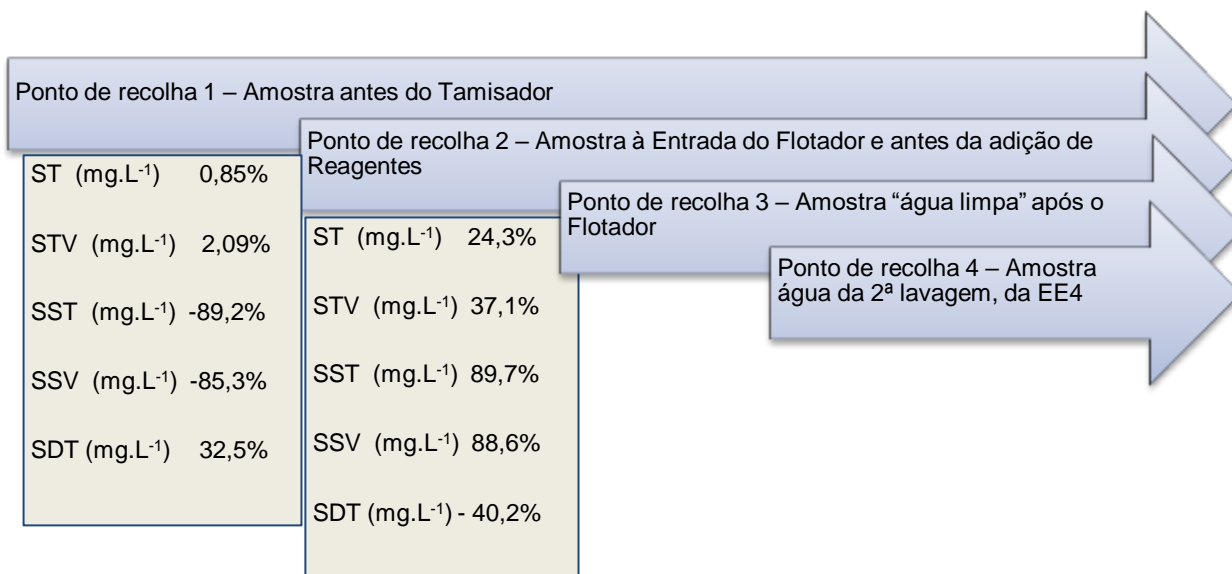 Ponto de recolha 1 – Amostra antes do Tamisador
Ponto de recolha 2 – Amostra à Entrada do Flotador e antes da adição de
Reagentes
Ponto de recolha 3 – Amostra “água limpa” após o
Flotador
Ponto de recolha 4 – Amostra
água da 2ª lavagem, da EE4
ST (mg.L⁻¹) 0,85%
STV (mg.L⁻¹) 2,09%
SST (mg.L⁻¹) -89,2%
SSV (mg.L⁻¹) -85,3%
SDT (mg.L⁻¹) 32,5%
ST (mg.L⁻¹) 24,3%
STV (mg.L⁻¹) 37,1%
SST (mg.L⁻¹) 89,7%
SSV (mg.L⁻¹) 88,6%
SDT (mg.L⁻¹) - 40,2%